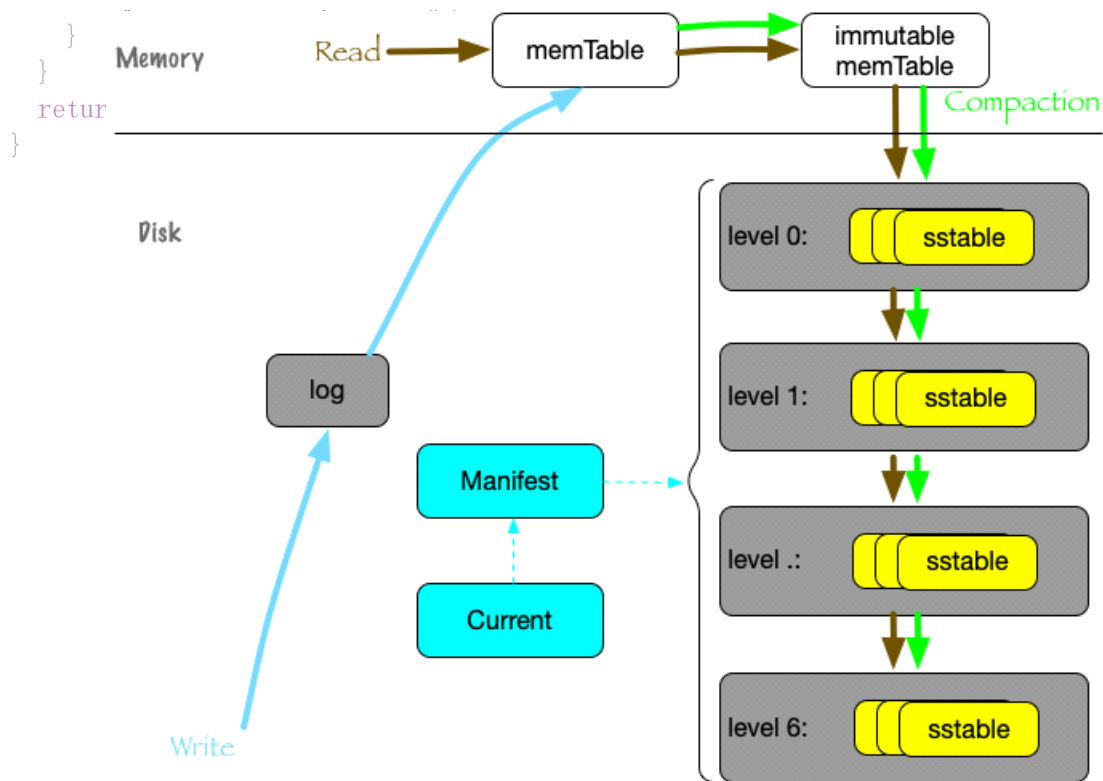 }
}
retur
}
Memory
Read
memTable
immutable
memTable
Compaction
Disk
level 0:
sstable
log
level 1:
sstable
Manifest
level .:
sstable
Current
level 6:
sstable
Write